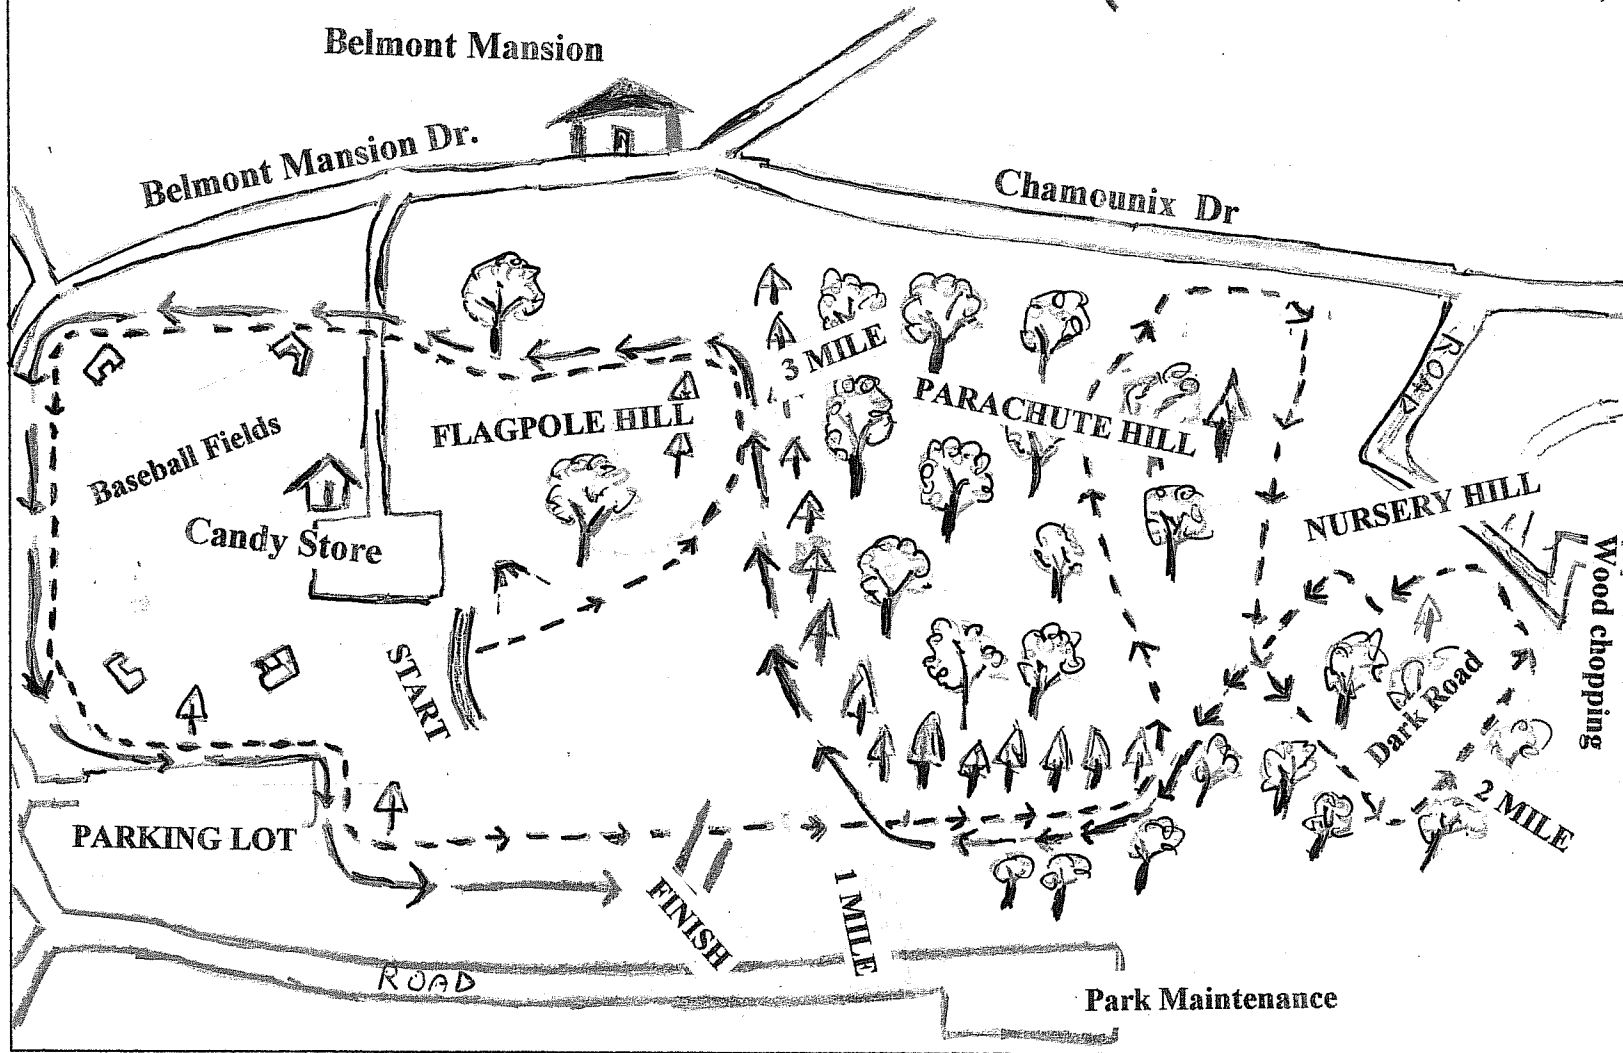 Belmont Mansion
Belmont Mansion Dr.
Chamounix Dr
ROAD
3 MILE
FLAGPOLE HILL
PARACHUTE HILL
Baseball Fields
Candy Store
NURSERY HILL
Wood chopping
START
Dark Road
2 MILE
PARKING LOT
FINISH
1 MILE
ROAD
Park Maintenance